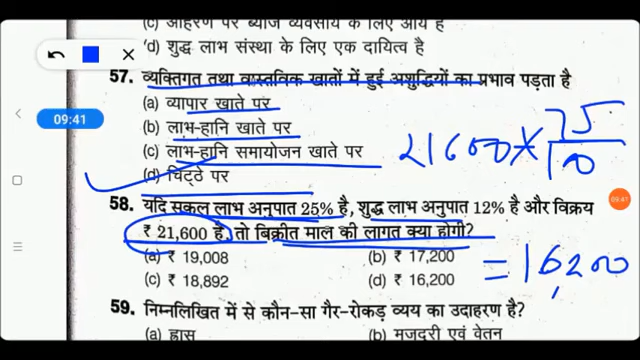 (c) आहरण पर ब्याज व्यवसाय के लिए आय है
(d) शुद्ध लाभ संस्था के लिए एक दायित्व है
57. व्यक्तिगत तथा वास्तविक खातों में हुई अशुद्धियों का प्रभाव पड़ता है
09:41
(a) व्यापार खाते पर
(b) लाभ-हानि खाते पर
(c) लाभ-हानि समायोजन खाते पर
(d) चिट्ठे पर
21600 × 75/100
09:41
58. यदि सकल लाभ अनुपात 25% है, शुद्ध लाभ अनुपात 12% है और विक्रय
₹ 21,600 है, तो बिक्रीत माल की लागत क्या होगी?
(a) ₹ 19,008 (b) ₹ 17,200
(c) ₹ 18,892 (d) ₹ 16,200
= 16,200
59. निम्नलिखित में से कौन-सा गैर-रोकड़ व्यय का उदाहरण है?
(a) ह्रास (b) मजदूरी एवं वेतन